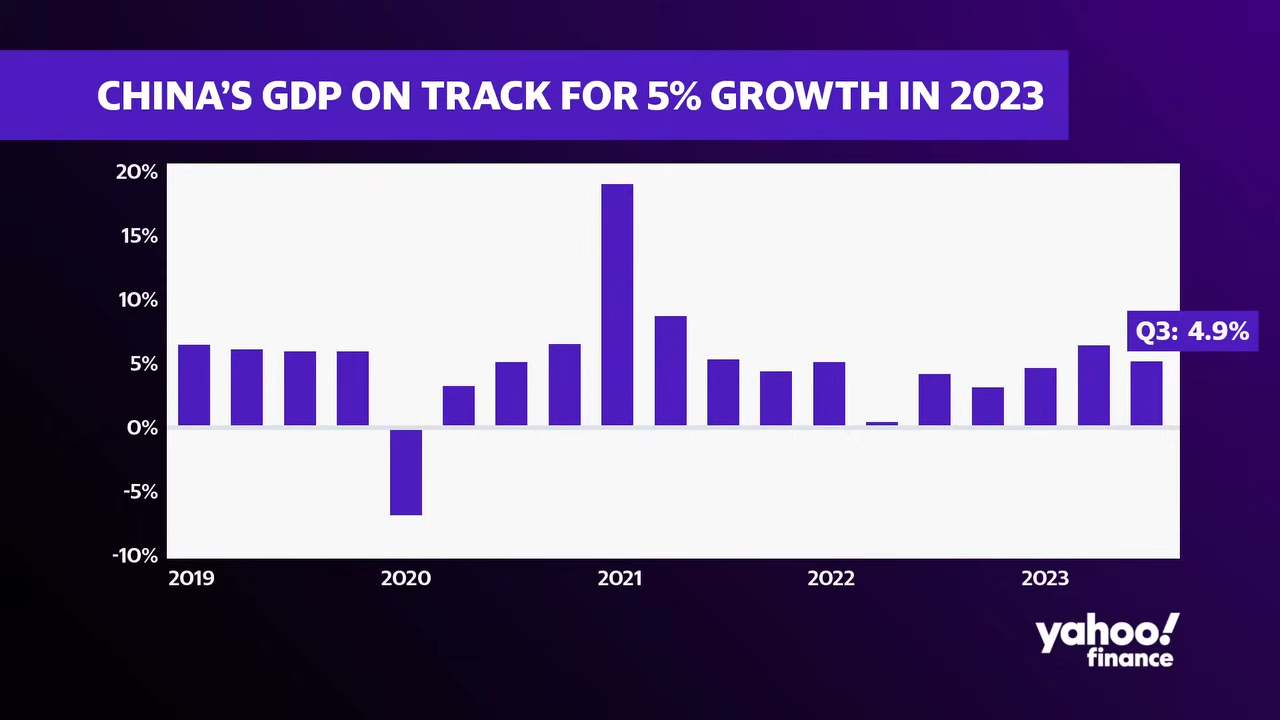 CHINA'S GDP ON TRACK FOR 5% GROWTH IN 2023
20%
15%
10%
Q3: 4.9%
5%
0%
-5%
-10%
2019 2020 2021 2022 2023
yahoo!
finance